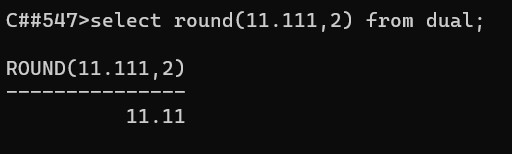 C##547>select round(11.111,2) from dual;
ROUND(11.111,2)
---------------
11.11